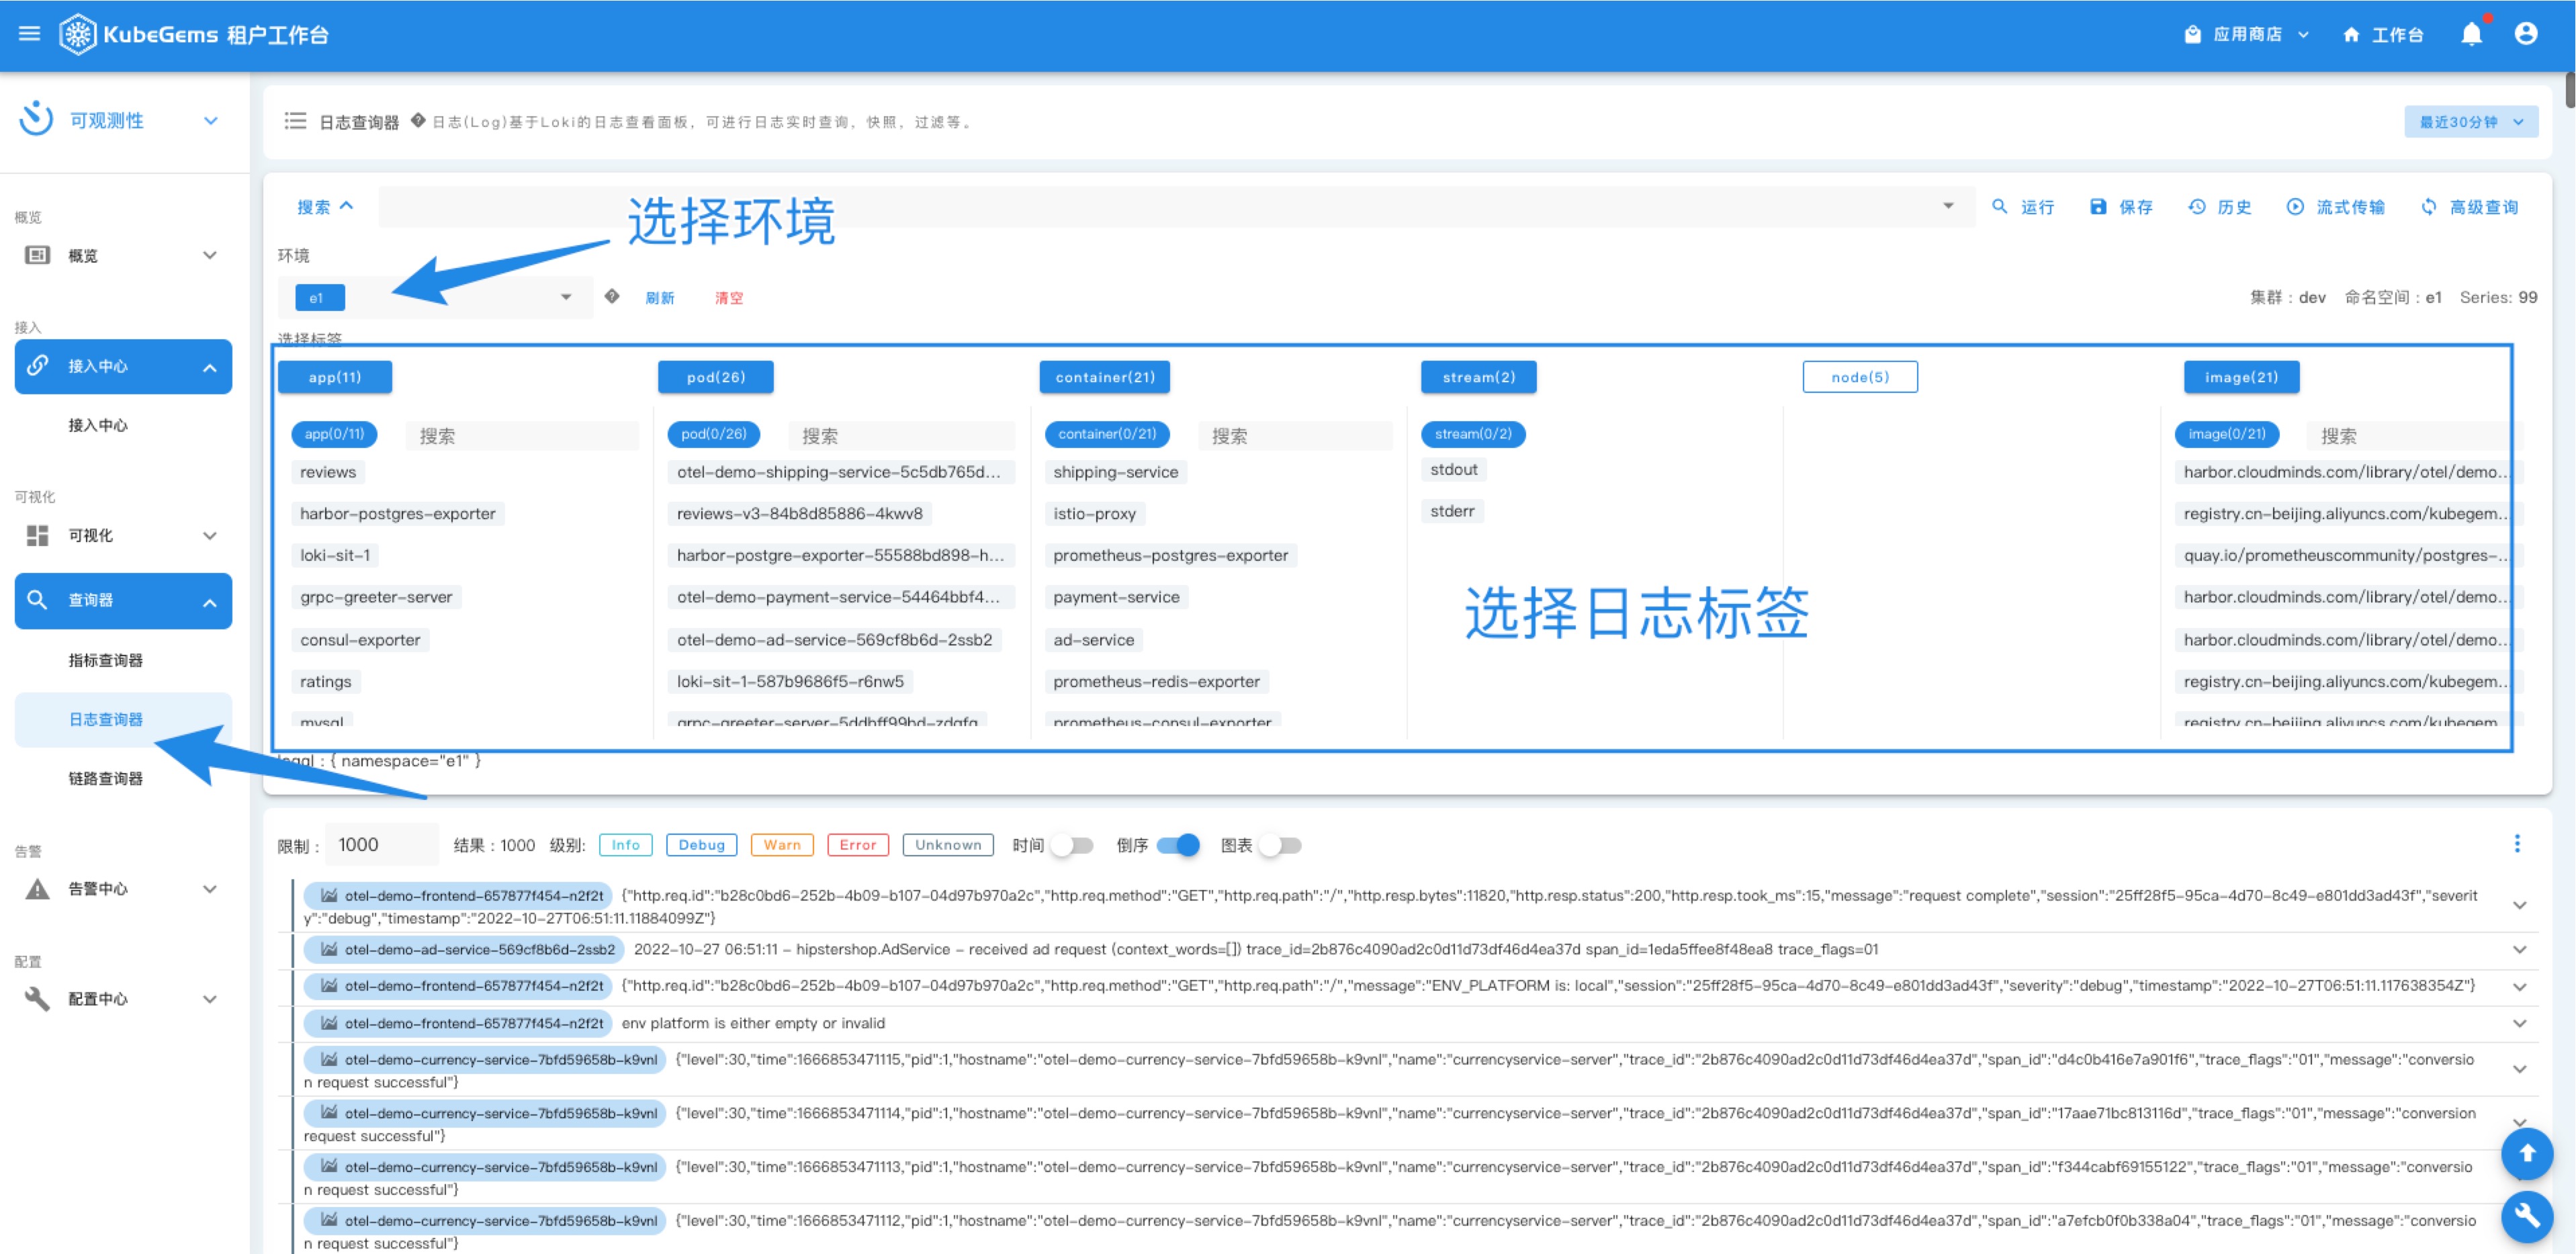 KubeGems 租户工作台
应用商店
工作台
可观测性
概览
概览
接入
接入中心
接入中心
可视化
可视化
查询器
指标查询器
日志查询器
链路查询器
告警
告警中心
配置
配置中心
日志查询器 日志(Log)基于Loki的日志查看面板，可进行日志实时查询，快照，过滤等。
最近30分钟
搜索
运行 保存 历史 流式传输 高级查询
选择环境
环境
e1 刷新 清空
集群 : dev 命名空间 : e1 Series: 99
选择标签
app(11) pod(26) container(21) stream(2) node(5) image(21)
app(0/11) 搜索
reviews
harbor-postgres-exporter
loki-sit-1
grpc-greeter-server
consul-exporter
ratings
mysql
pod(0/26) 搜索
otel-demo-shipping-service-5c5db765d...
reviews-v3-84b8d85886-4kwv8
harbor-postgre-exporter-55588bd898-h...
otel-demo-payment-service-54464bbf4...
otel-demo-ad-service-569cf8b6d-2ssb2
loki-sit-1-587b9686f5-r6nw5
grpc-greeter-server-5ddbff99bd-zdgfg
container(0/21) 搜索
shipping-service
istio-proxy
prometheus-postgres-exporter
payment-service
ad-service
prometheus-redis-exporter
prometheus-consul-exporter
stream(0/2)
stdout
stderr
选择日志标签
image(0/21) 搜索
harbor.cloudminds.com/library/otel/demo...
registry.cn-beijing.aliyuncs.com/kubegem...
quay.io/prometheuscommunity/postgres-...
harbor.cloudminds.com/library/otel/demo...
harbor.cloudminds.com/library/otel/demo...
registry.cn-beijing.aliyuncs.com/kubegem...
registry.cn-beijing.aliyuncs.com/kubegem
logql : { namespace="e1" }
限制 : 1000 结果 : 1000 级别: Info Debug Warn Error Unknown 时间 倒序 图表
otel-demo-frontend-657877f454-n2f2t {"http.req.id":"b28c0bd6-252b-4b09-b107-04d97b970a2c","http.req.method":"GET","http.req.path":"/","http.resp.bytes":11820,"http.resp.status":200,"http.resp.took_ms":15,"message":"request complete","session":"25ff28f5-95ca-4d70-8c49-e801dd3ad43f","severit
y":"debug","timestamp":"2022-10-27T06:51:11.11884099Z"}
otel-demo-ad-service-569cf8b6d-2ssb2 2022-10-27 06:51:11 - hipstershop.AdService - received ad request (context_words=[]) trace_id=2b876c4090ad2c0d11d73df46d4ea37d span_id=1eda5ffee8f48ea8 trace_flags=01
otel-demo-frontend-657877f454-n2f2t {"http.req.id":"b28c0bd6-252b-4b09-b107-04d97b970a2c","http.req.method":"GET","http.req.path":"/","message":"ENV_PLATFORM is: local","session":"25ff28f5-95ca-4d70-8c49-e801dd3ad43f","severity":"debug","timestamp":"2022-10-27T06:51:11.117638354Z"}
otel-demo-frontend-657877f454-n2f2t env platform is either empty or invalid
otel-demo-currency-service-7bfd59658b-k9vnl {"level":30,"time":1666853471115,"pid":1,"hostname":"otel-demo-currency-service-7bfd59658b-k9vnl","name":"currencyservice-server","trace_id":"2b876c4090ad2c0d11d73df46d4ea37d","span_id":"d4c0b416e7a901f6","trace_flags":"01","message":"conversio
n request successful"}
otel-demo-currency-service-7bfd59658b-k9vnl {"level":30,"time":1666853471114,"pid":1,"hostname":"otel-demo-currency-service-7bfd59658b-k9vnl","name":"currencyservice-server","trace_id":"2b876c4090ad2c0d11d73df46d4ea37d","span_id":"17aae71bc813116d","trace_flags":"01","message":"conversion
request successful"}
otel-demo-currency-service-7bfd59658b-k9vnl {"level":30,"time":1666853471113,"pid":1,"hostname":"otel-demo-currency-service-7bfd59658b-k9vnl","name":"currencyservice-server","trace_id":"2b876c4090ad2c0d11d73df46d4ea37d","span_id":"f344cabf69155122","trace_flags":"01","message":"conversio
n request successful"}
otel-demo-currency-service-7bfd59658b-k9vnl {"level":30,"time":1666853471112,"pid":1,"hostname":"otel-demo-currency-service-7bfd59658b-k9vnl","name":"currencyservice-server","trace_id":"2b876c4090ad2c0d11d73df46d4ea37d","span_id":"a7efcb0f0b338a04","trace_flags":"01","message":"conversio
n request successful"}